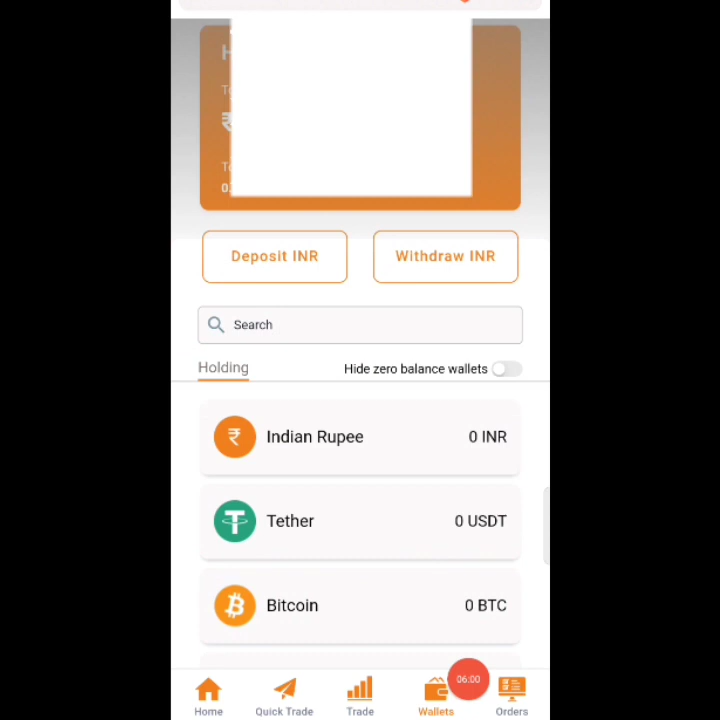 ₹
Deposit INR Withdraw INR
Search
Holding Hide zero balance wallets
Indian Rupee 0 INR
Tether 0 USDT
Bitcoin 0 BTC
06:00
Home Quick Trade Trade Wallets Orders